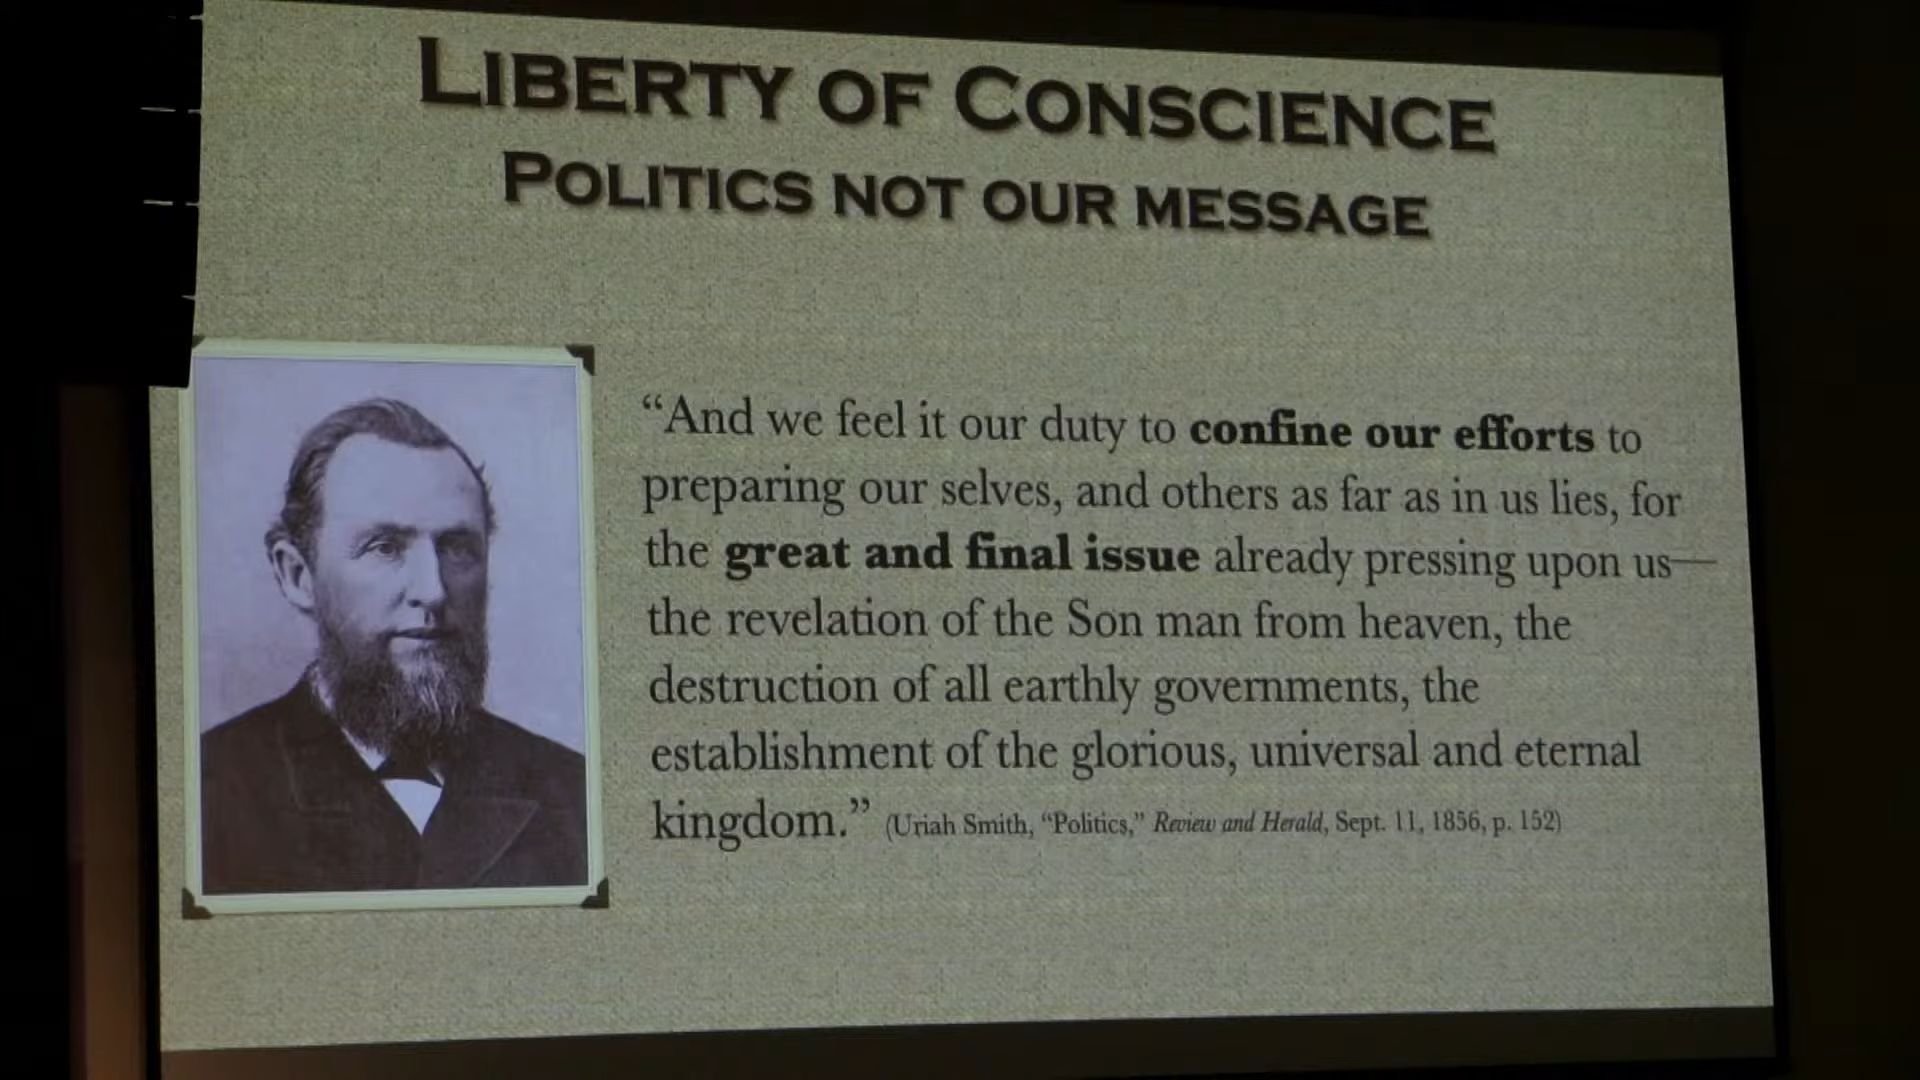 LIBERTY OF CONSCIENCE
POLITICS NOT OUR MESSAGE
“And we feel it our duty to confine our efforts to
preparing our selves, and others as far as in us lies, for
the great and final issue already pressing upon us—
the revelation of the Son man from heaven, the
destruction of all earthly governments, the
establishment of the glorious, universal and eternal
kingdom.” (Uriah Smith, “Politics,” Review and Herald, Sept. 11, 1856, p. 152)